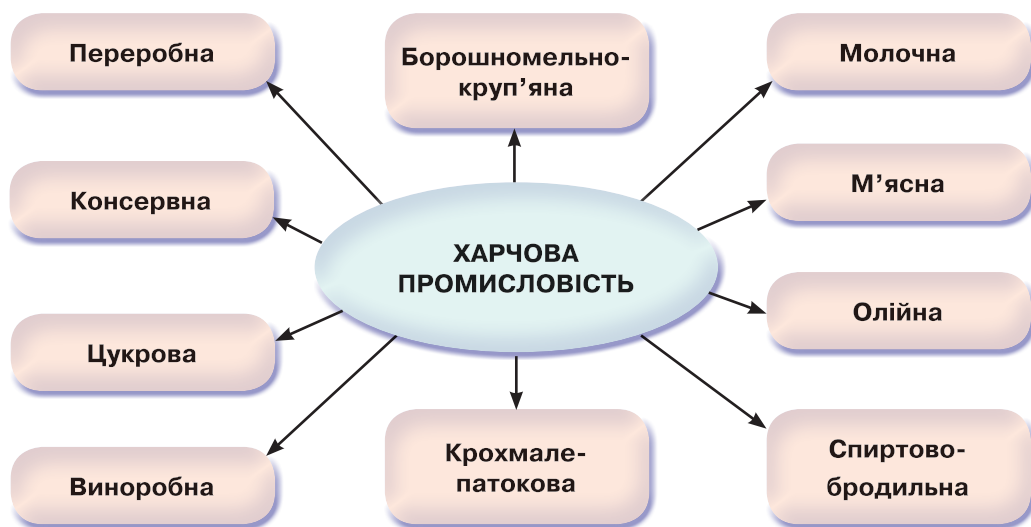 Переробна
Борошномельно-
круп’яна
Молочна
Консервна
М’ясна
ХАРЧОВА
ПРОМИСЛОВІСТЬ
Цукрова
Олійна
Виноробна
Крохмале-
патокова
Спиртово-
бродильна